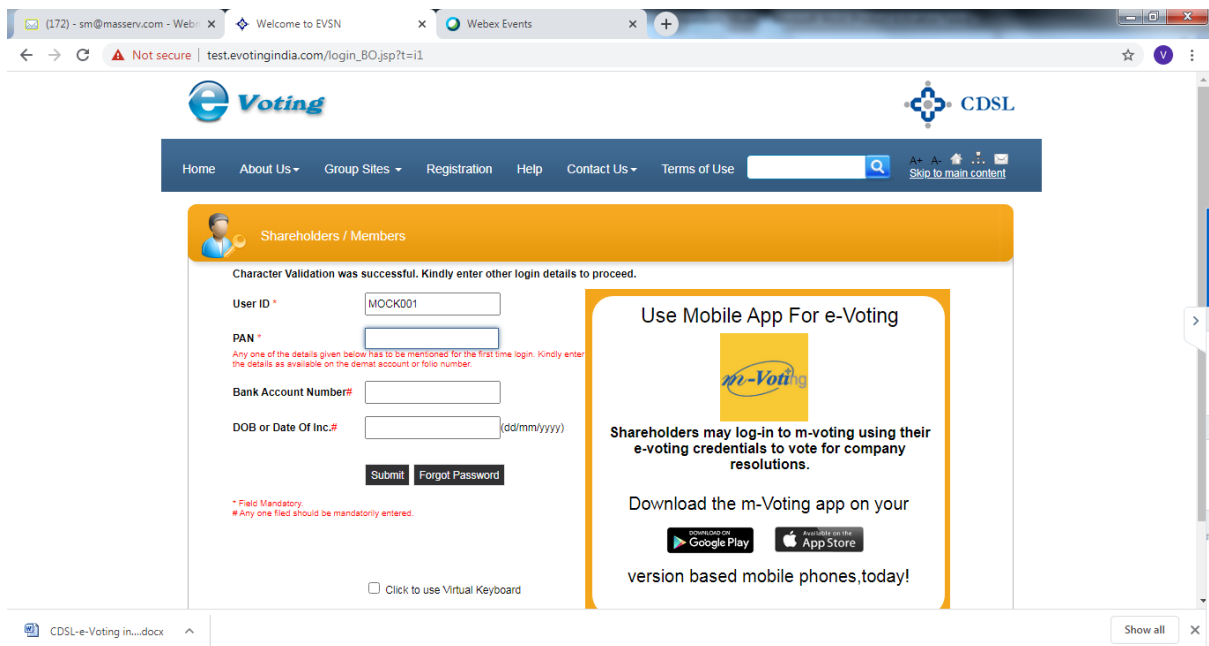 (172) - sm@masserv.com - Webm
Welcome to EVSN
Webex Events
Not secure | test.evotingindia.com/login_BO.jsp?t=i1
V
e Voting
CDSL
Home About Us Group Sites Registration Help Contact Us Terms of Use
A+ A-
Skip to main content
Shareholders / Members
Character Validation was successful. Kindly enter other login details to proceed.
User ID * MOCK001
PAN *
Any one of the details given below has to be mentioned for the first time login. Kindly enter
the details as available on the demat account or folio number.
Bank Account Number#
DOB or Date Of Inc.# (dd/mm/yyyy)
Submit Forgot Password
* Field Mandatory.
# Any one filed should be mandatorily entered.
Click to use Virtual Keyboard
Use Mobile App For e-Voting
m-Voting
Shareholders may log-in to m-voting using their
e-voting credentials to vote for company
resolutions.
Download the m-Voting app on your
DOWNLOAD ON
Google Play
Available on the
App Store
version based mobile phones,today!
CDSL-e-Voting in....docx
Show all